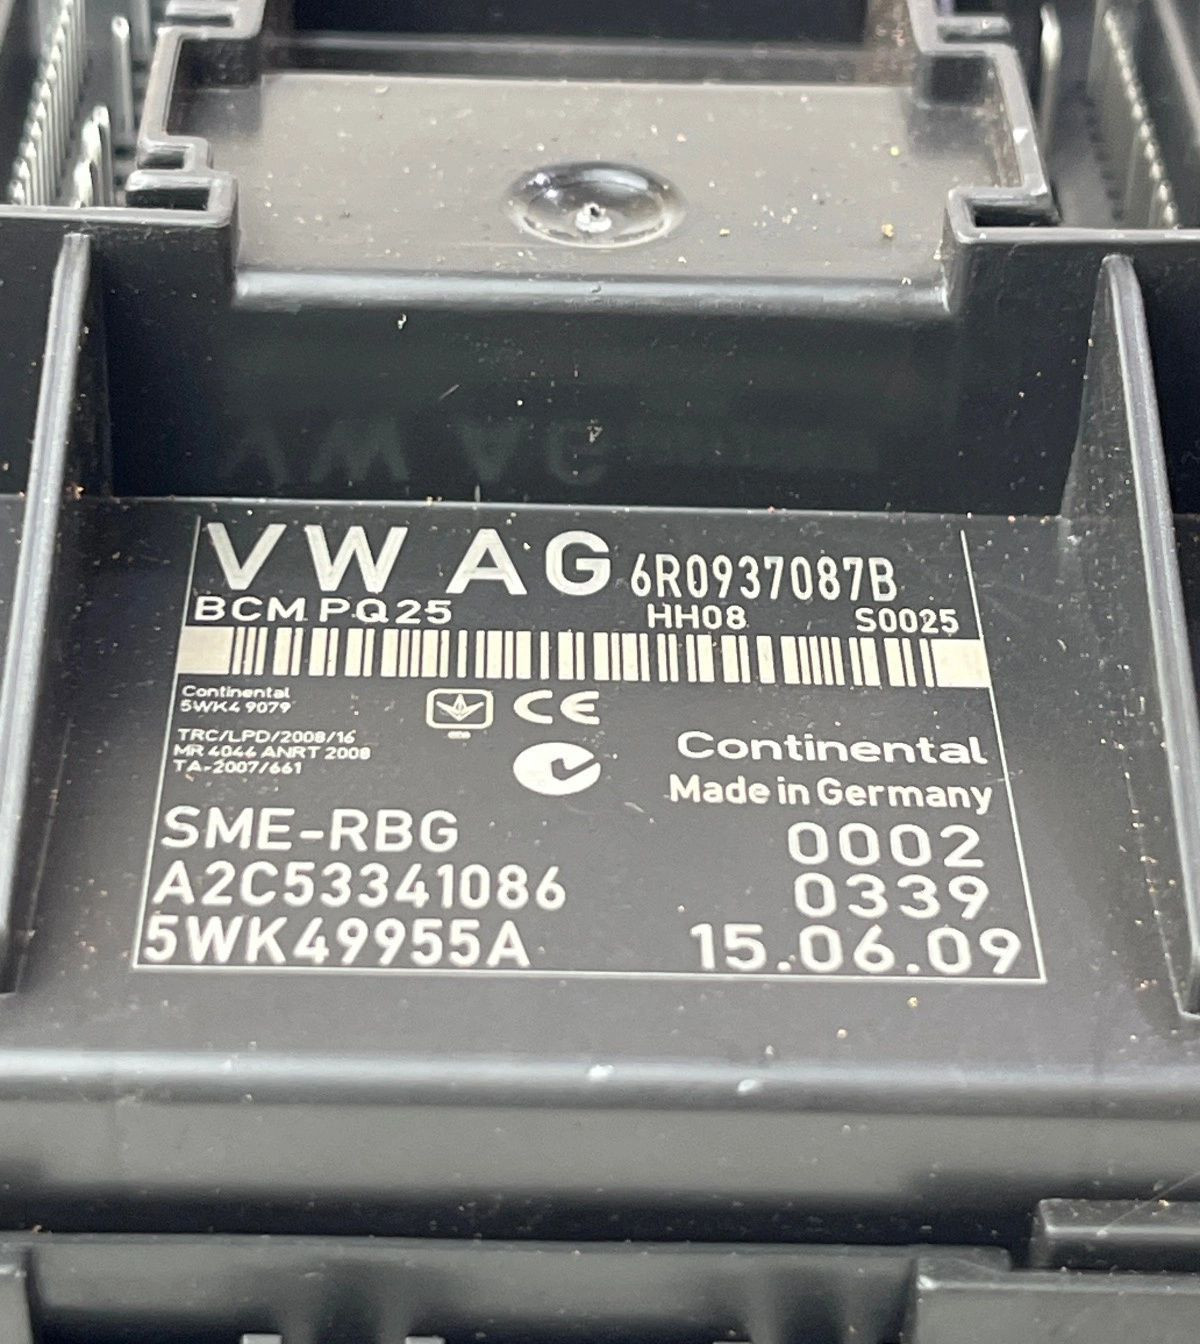 VW AG 6R0937087B
BCM PQ25 HH08 S0025
Continental
5WK4 9079
TRC/LPD/2008/16
MR 4044 ANRT 2008
TA-2007/661
CE
Continental
Made in Germany
SME-RBG 0002
A2C53341086 0339
5WK49955A 15.06.09